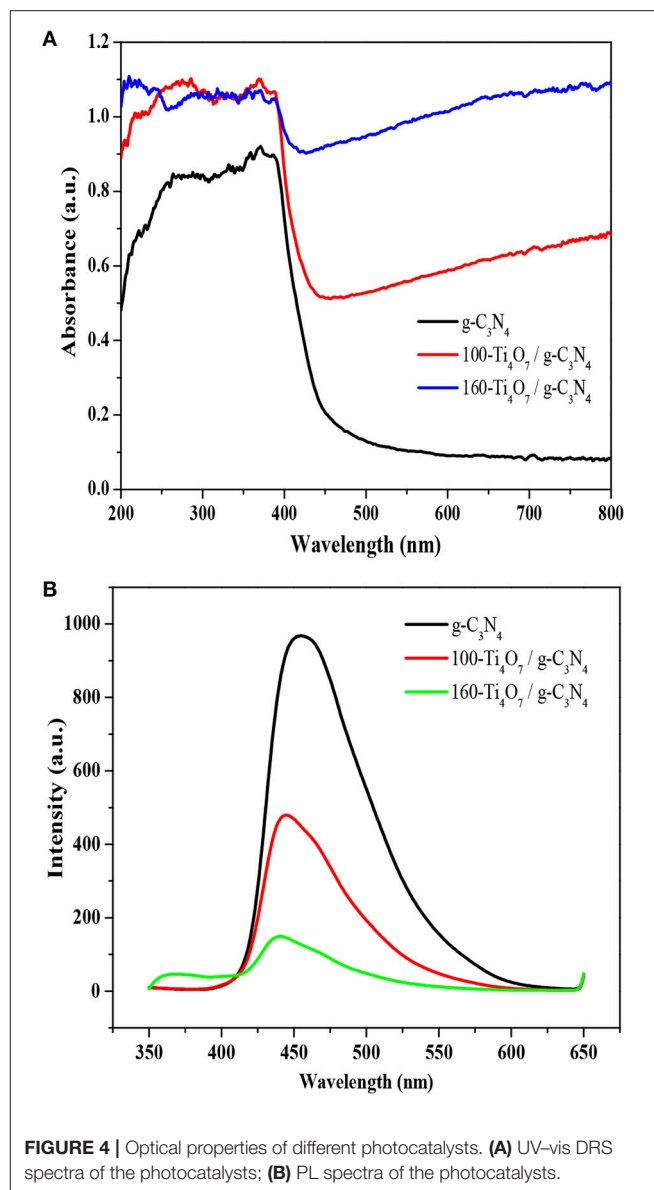 A
1.2
1.0
0.8
0.6
0.4
0.2
0.0
Absorbance (a.u.)
g-C₃N₄
100-Ti₄O₇ / g-C₃N₄
160-Ti₄O₇ / g-C₃N₄
200 300 400 500 600 700 800
Wavelength (nm)
B
1000
800
600
400
200
0
Intensity (a.u.)
g-C₃N₄
100-Ti₄O₇ / g-C₃N₄
160-Ti₄O₇ / g-C₃N₄
350 400 450 500 550 600 650
Wavelength (nm)
FIGURE 4 | Optical properties of different photocatalysts. (A) UV–vis DRS
spectra of the photocatalysts; (B) PL spectra of the photocatalysts.